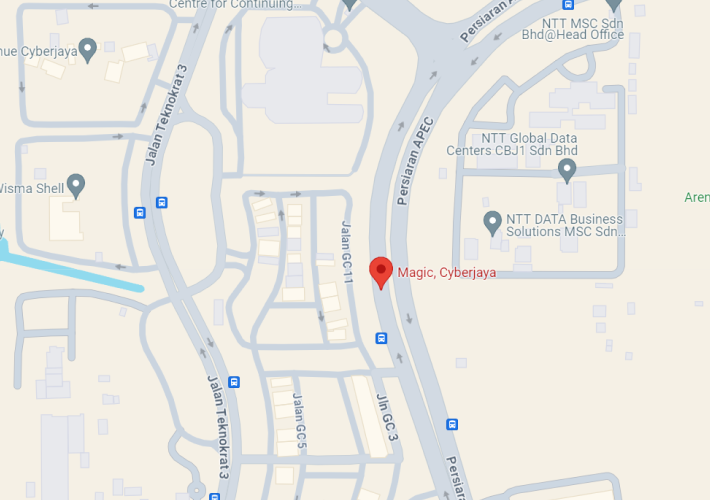 Centre for Continuing...
NTT MSC Sdn
Bhd@Head Office
Persiaran A
nue Cyberjaya
Jalan Teknokrat 3
Persiaran APEC
NTT Global Data
Centers CBJ1 Sdn Bhd
Wisma Shell
Aren
NTT DATA Business
Solutions MSC Sdn...
y
Jalan GC 11
Magic, Cyberjaya
Jalan Teknokrat 3
Jalan GC 5
Jln GC 3
Persiara